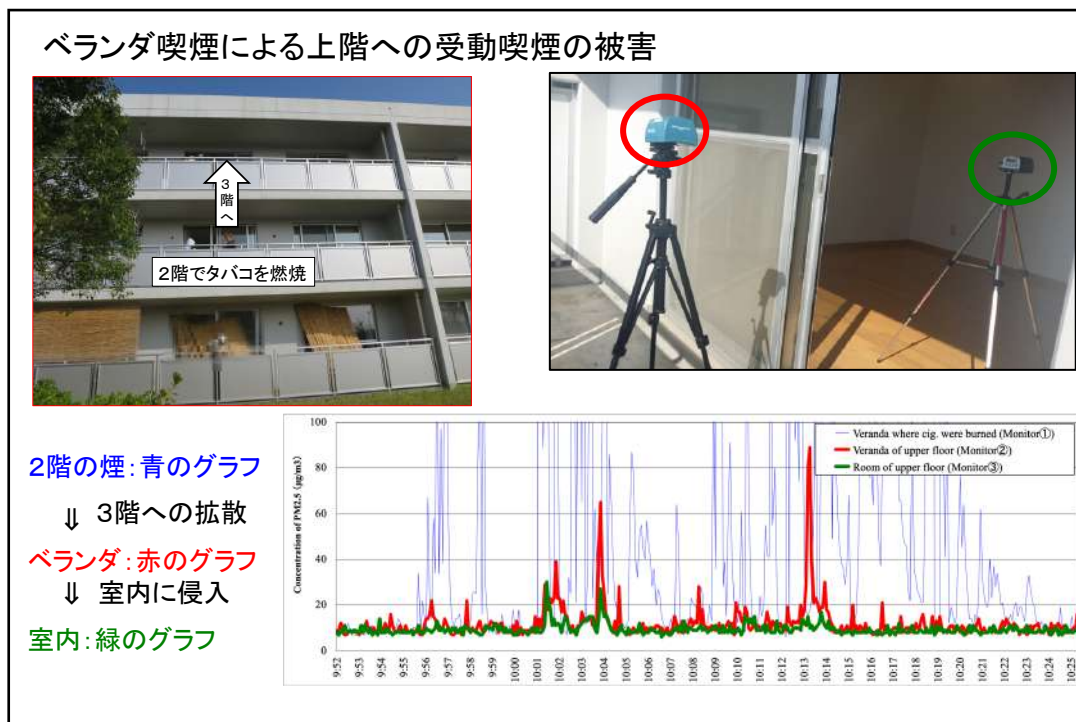 ベランダ喫煙による上階への受動喫煙の被害
3階へ
2階でタバコを燃焼
2階の煙:青のグラフ
⇓ 3階への拡散
ベランダ:赤のグラフ
⇓ 室内に侵入
室内:緑のグラフ
Concentration of PM2.5 (μg/m3)
100
80
60
40
20
0
Veranda where cig. were burned (Monitor①)
Veranda of upper floor (Monitor②)
Room of upper floor (Monitor③)
9:52 9:53 9:54 9:55 9:56 9:57 9:58 9:59 10:00 10:01 10:02 10:03 10:04 10:05 10:06 10:07 10:08 10:09 10:10 10:11 10:12 10:13 10:14 10:15 10:16 10:17 10:18 10:19 10:20 10:21 10:22 10:23 10:24 10:25